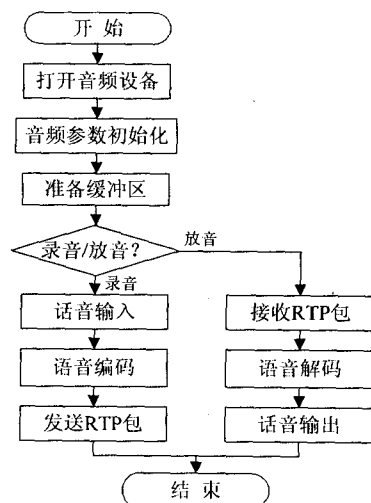 开 始
打开音频设备
音频参数初始化
准备缓冲区
录音/放音?
放音
录音
话音输入
接收RTP包
语音编码
语音解码
发送RTP包
话音输出
结 束